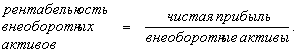 рентабельность
внеоборотных
активов
=
чистая прибыль
внеоборотные активы
.